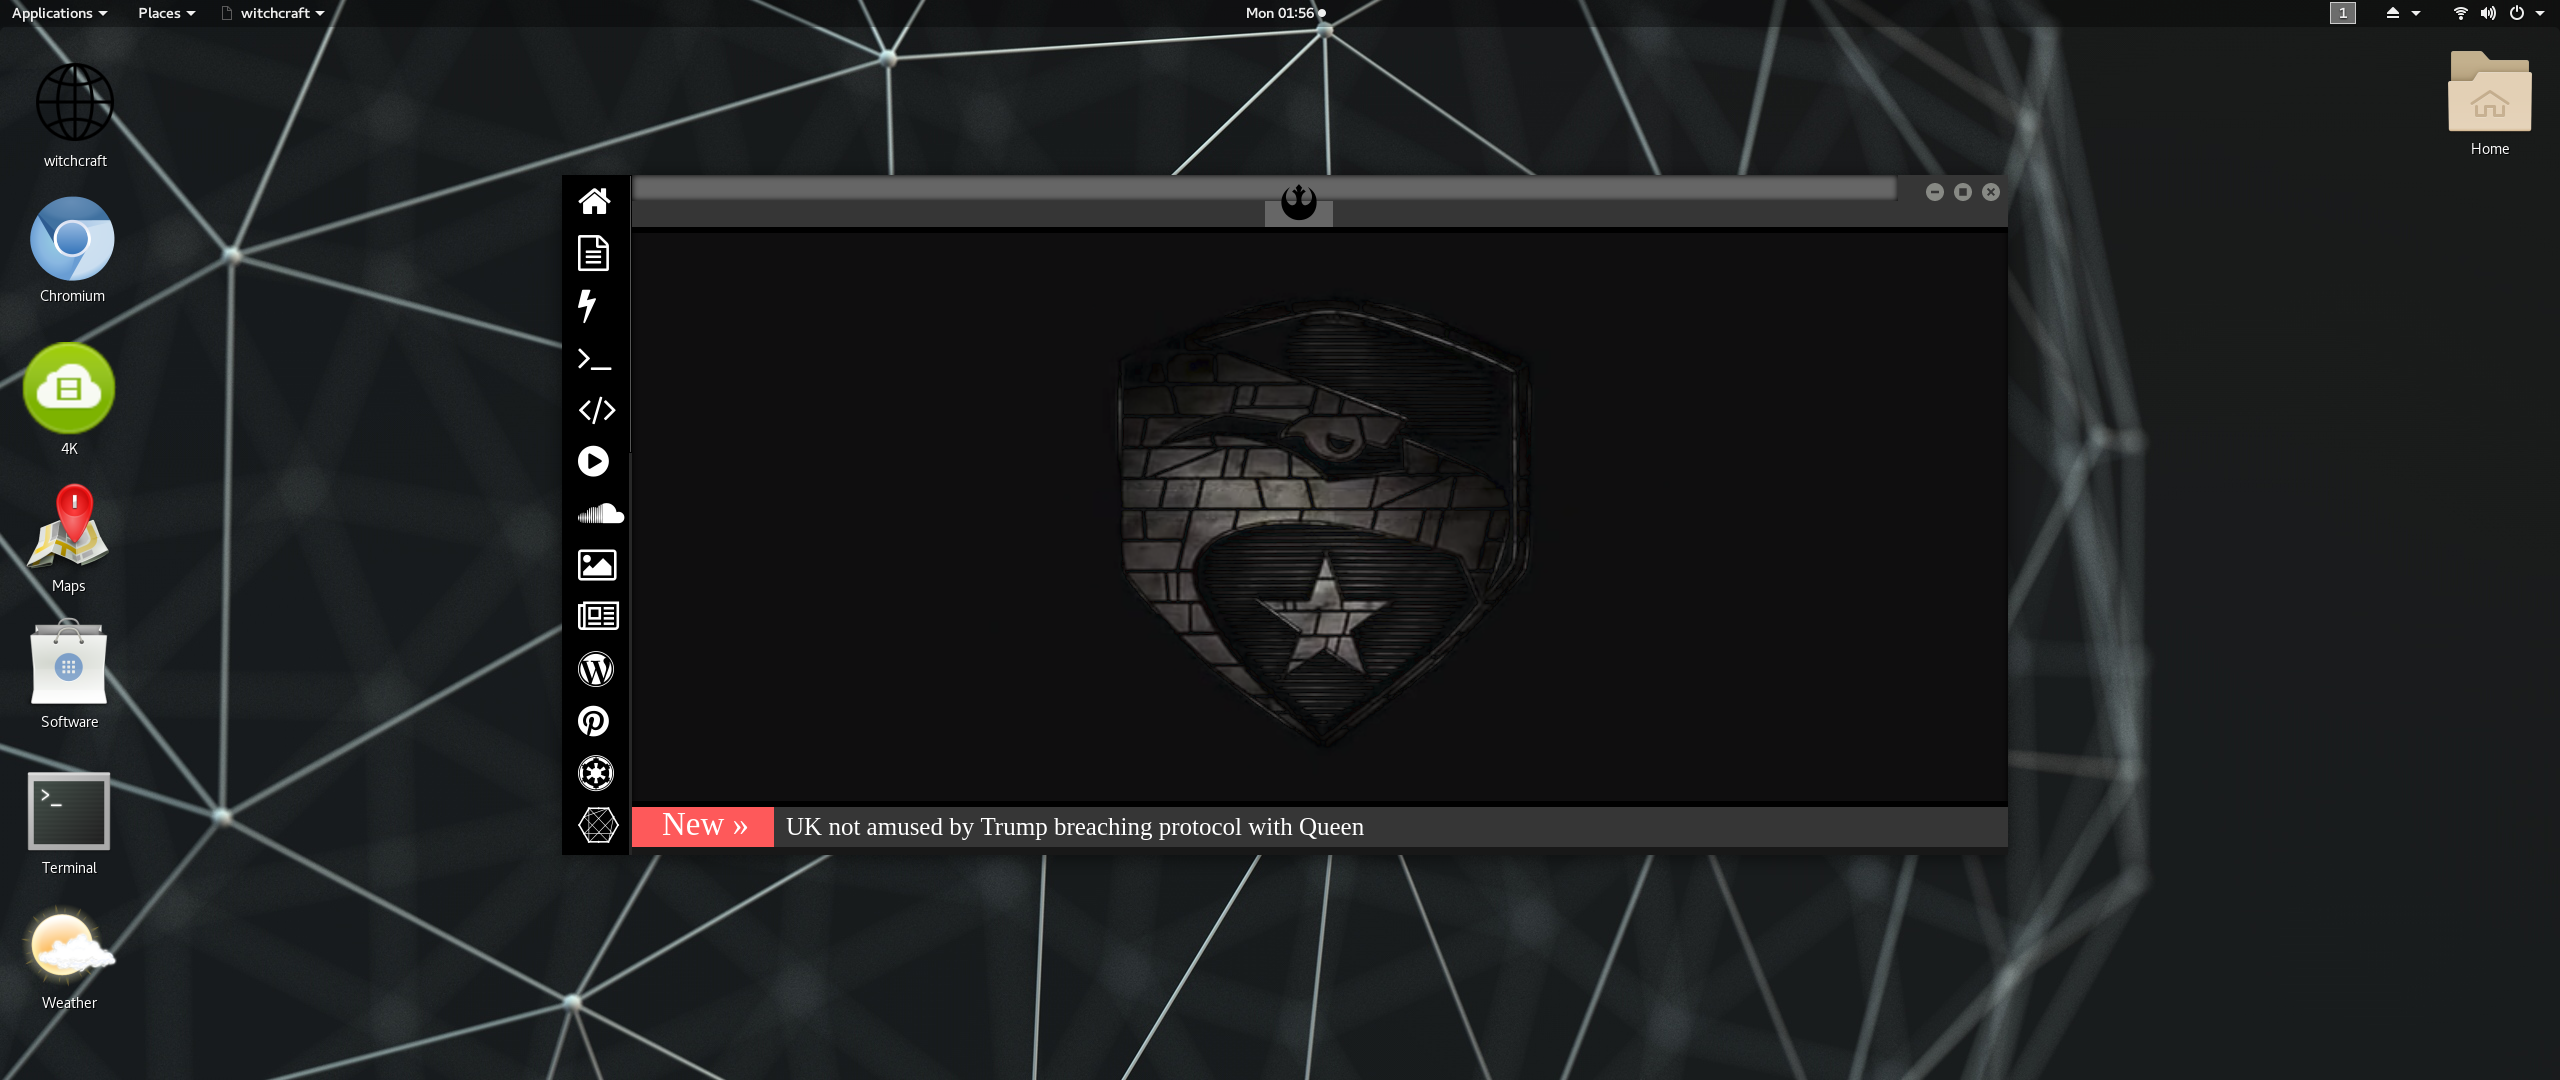 Applications Places witchcraft Mon 01:56 1
witchcraft
Home
Chromium
4K
Maps
Software
Terminal
Weather
New » UK not amused by Trump breaching protocol with Queen